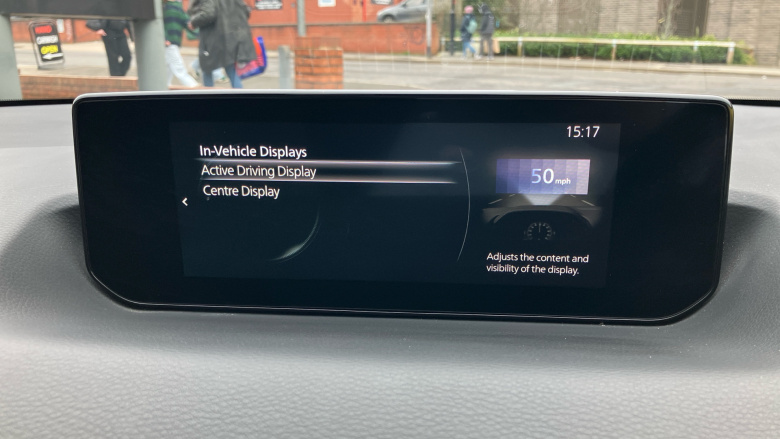 OPEN
15:17
In-Vehicle Displays
Active Driving Display
Centre Display
50 mph
Adjusts the content and
visibility of the display.